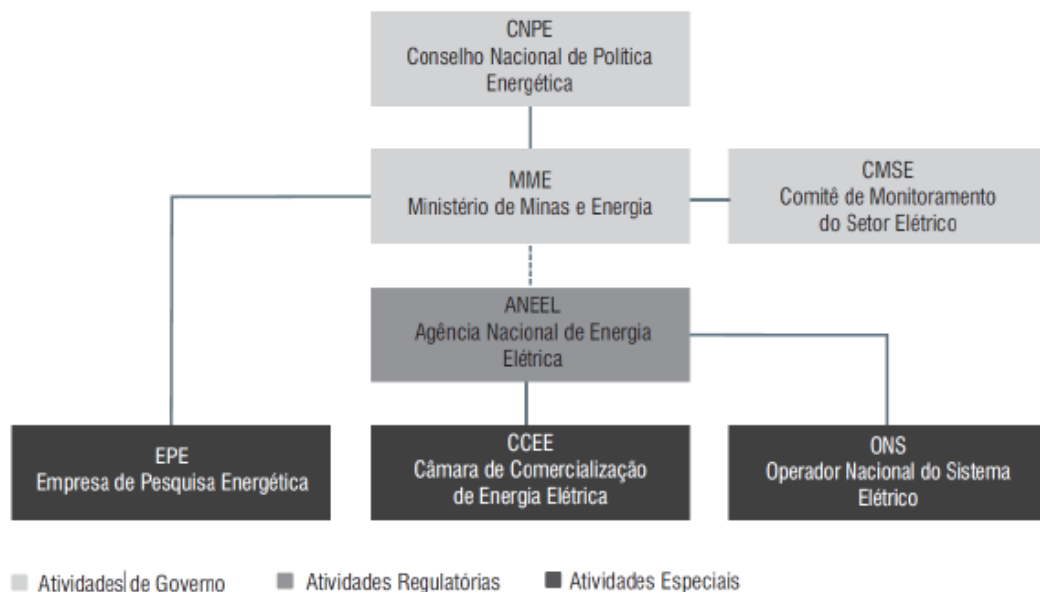 CNPE
Conselho Nacional de Política
Energética
MME
Ministério de Minas e Energia
CMSE
Comitê de Monitoramento
do Setor Elétrico
ANEEL
Agência Nacional de Energia
Elétrica
EPE
Empresa de Pesquisa Energética
CCEE
Câmara de Comercialização
de Energia Elétrica
ONS
Operador Nacional do Sistema
Elétrico
Atividades de Governo
Atividades Regulatórias
Atividades Especiais